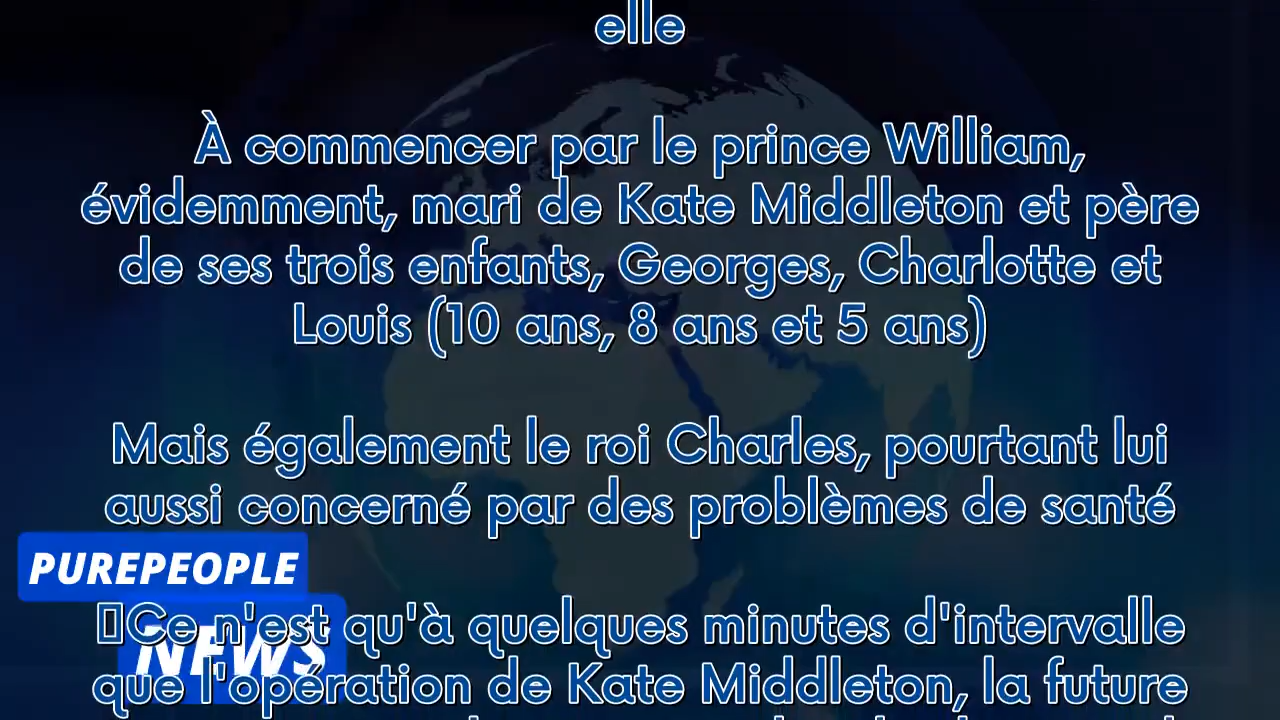 elle
À commencer par le prince William,
évidemment, mari de Kate Middleton et père
de ses trois enfants, Georges, Charlotte et
Louis (10 ans, 8 ans et 5 ans)
Mais également le roi Charles, pourtant lui
aussi concerné par des problèmes de santé
PUREPEOPLE
NEWS
Ce n'est qu'à quelques minutes d'intervalle
que l'opération de Kate Middleton, la future